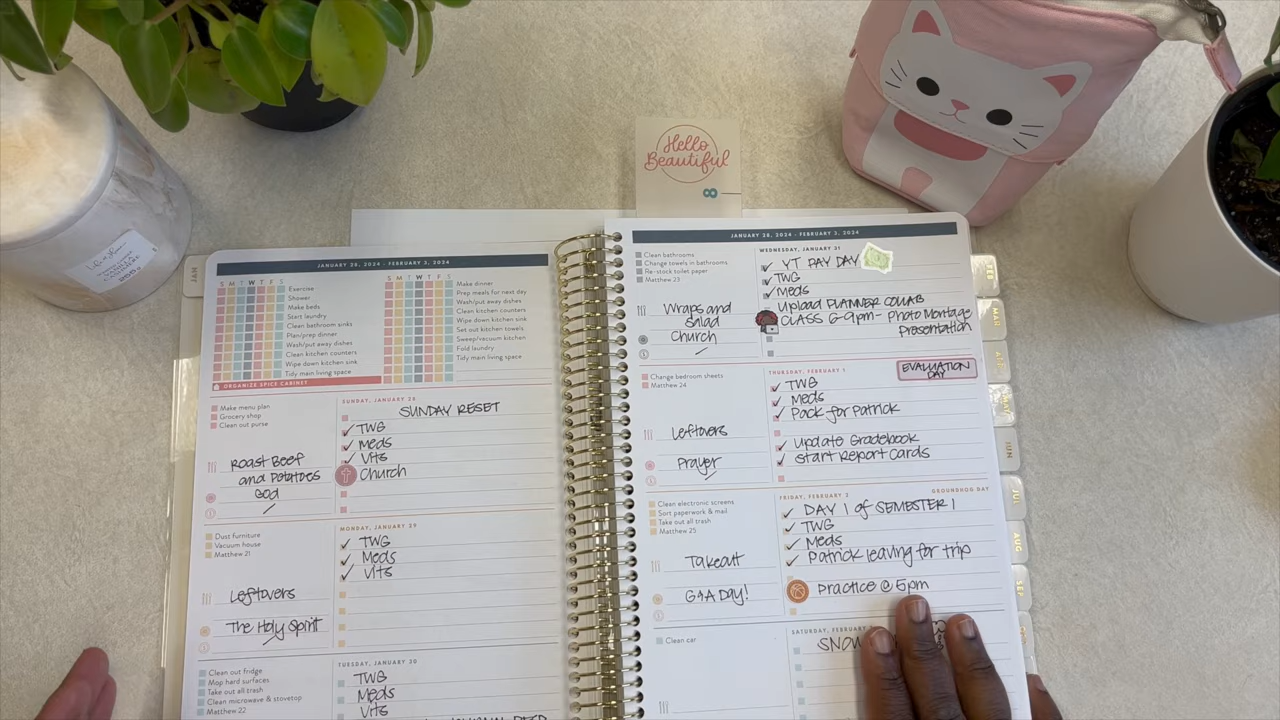 Hello
Beautiful
JAN
JANUARY 28, 2024 - FEBRUARY 3, 2024
S M T W T F S
Exercise
Shower
Make beds
Start laundry
Clean bathroom sinks
Plan/prep dinner
Wash/put away dishes
Clean kitchen counters
Wipe down kitchen sink
Tidy main living space
S M T W T F S
Make dinner
Prep meals for next day
Wash/put away dishes
Clean kitchen counters
Wipe down kitchen sink
Set out kitchen towels
Sweep/vacuum kitchen
Fold laundry
Tidy main living space
ORGANIZE SPICE CABINET
Make menu plan
Grocery shop
Clean out purse
Roast Beef
and Potatoes
God
SUNDAY, JANUARY 28
SUNDAY RESET
TWG
Meds
Vits
Church
Dust furniture
Vacuum house
Matthew 21
Leftovers
The Holy Spirit
MONDAY, JANUARY 29
TWG
Meds
Vits
Clean out fridge
Mop hard surfaces
Take out all trash
Clean microwave & stovetop
Matthew 22
TUESDAY, JANUARY 30
TWG
Meds
Vits
JANUARY 28, 2024 - FEBRUARY 3, 2024
Clean bathrooms
Change towels in bathrooms
Re-stock toilet paper
Matthew 23
Wraps and
Salad
Church
WEDNESDAY, JANUARY 31
YT PAY DAY
TWG
Meds
Upload PLANNER COLLAB
CLASS 6-9pm - Photo Montage
Presentation
Change bedroom sheets
Matthew 24
Leftovers
Prayer
THURSDAY, FEBRUARY 1
EVALUATION
DAY
TWG
Meds
Pack for Patrick
Update Gradebook
Start Report Cards
Clean electronic screens
Sort paperwork & mail
Take out all trash
Matthew 25
Takeout
G4A Day!
FRIDAY, FEBRUARY 2
GROUNDHOG DAY
DAY 1 of SEMESTER 1
TWG
Meds
Patrick leaving for trip
Practice @ 5pm
Clean car
SATURDAY, FEBRUARY
SNOW
FEB
MAR
JUN
JUL
AUG
SEP